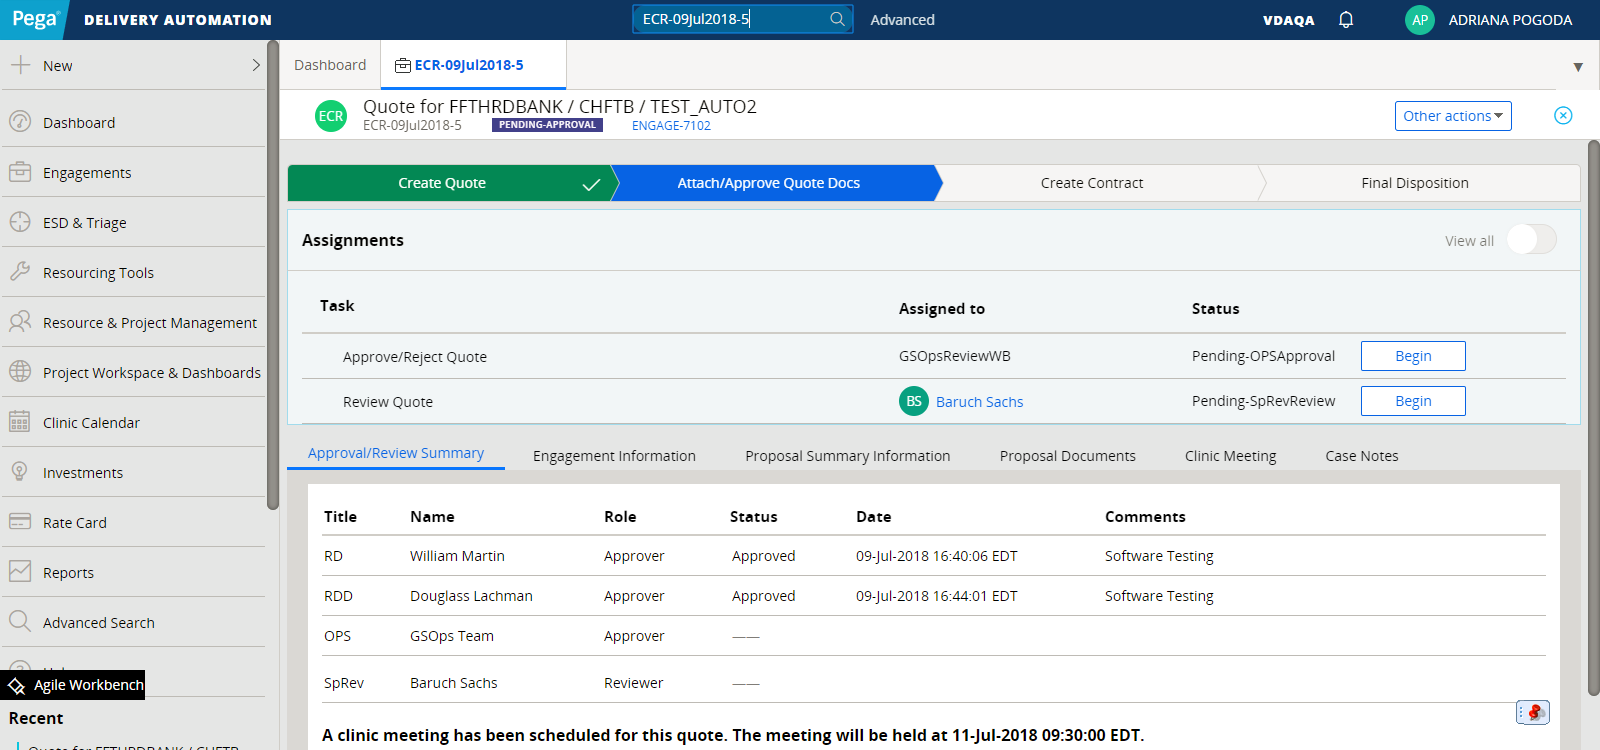 Pega DELIVERY AUTOMATION ECR-09Jul2018-5 Advanced VDAQA AP ADRIANA POGODA
New
Dashboard
Engagements
ESD & Triage
Resourcing Tools
Resource & Project Management
Project Workspace & Dashboards
Clinic Calendar
Investments
Rate Card
Reports
Advanced Search
Agile Workbench
Recent
Quote for FFTHRDBANK / CHFTB
Dashboard ECR-09Jul2018-5
ECR Quote for FFTHRDBANK / CHFTB / TEST_AUTO2
ECR-09Jul2018-5 PENDING-APPROVAL ENGAGE-7102
Other actions
Create Quote Attach/Approve Quote Docs Create Contract Final Disposition
Assignments View all
Task Assigned to Status
Approve/Reject Quote GSOpsReviewWB Pending-OPSApproval Begin
Review Quote BS Baruch Sachs Pending-SpRevReview Begin
Approval/Review Summary Engagement Information Proposal Summary Information Proposal Documents Clinic Meeting Case Notes
Title Name Role Status Date Comments
RD William Martin Approver Approved 09-Jul-2018 16:40:06 EDT Software Testing
RDD Douglass Lachman Approver Approved 09-Jul-2018 16:44:01 EDT Software Testing
OPS GSOps Team Approver ——
SpRev Baruch Sachs Reviewer ——
A clinic meeting has been scheduled for this quote. The meeting will be held at 11-Jul-2018 09:30:00 EDT.